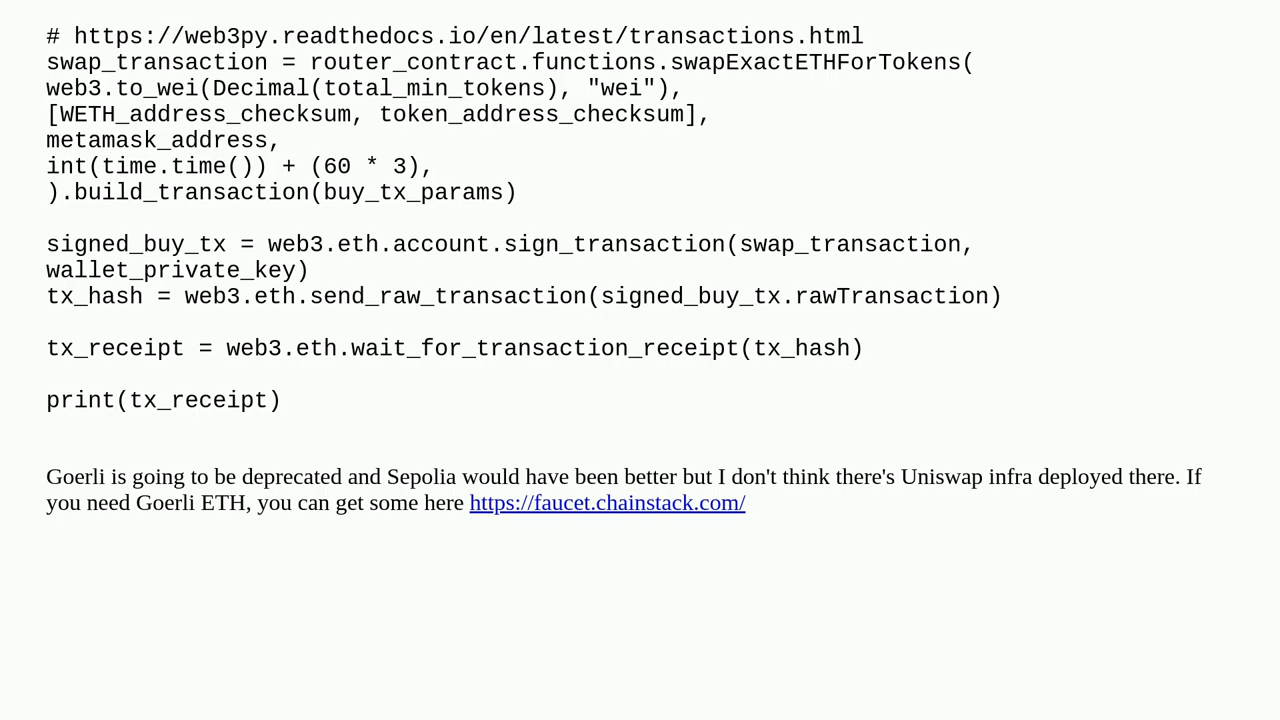 # https://web3py.readthedocs.io/en/latest/transactions.html
swap_transaction = router_contract.functions.swapExactETHForTokens(
web3.to_wei(Decimal(total_min_tokens), "wei"),
[WETH_address_checksum, token_address_checksum],
metamask_address,
int(time.time()) + (60 * 3),
).build_transaction(buy_tx_params)
signed_buy_tx = web3.eth.account.sign_transaction(swap_transaction,
wallet_private_key)
tx_hash = web3.eth.send_raw_transaction(signed_buy_tx.rawTransaction)
tx_receipt = web3.eth.wait_for_transaction_receipt(tx_hash)
print(tx_receipt)
Goerli is going to be deprecated and Sepolia would have been better but I don't think there's Uniswap infra deployed there. If
you need Goerli ETH, you can get some here https://faucet.chainstack.com/